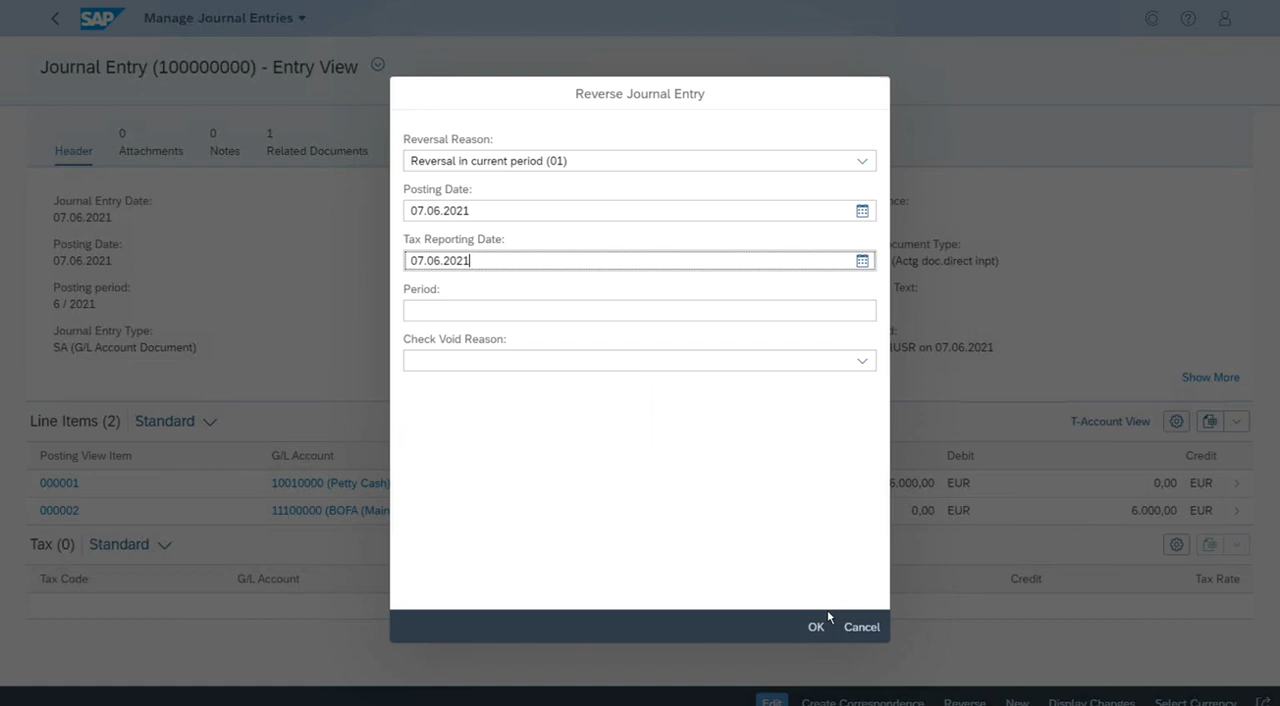 SAP Manage Journal Entries
Journal Entry (100000000) - Entry View
Reverse Journal Entry
Reversal Reason:
Reversal in current period (01)
Posting Date:
07.06.2021
Tax Reporting Date:
07.06.2021
Period:
Check Void Reason:
OK Cancel
0 0 1
Header Attachments Notes Related Documents
Journal Entry Date:
07.06.2021
Posting Date:
07.06.2021
Posting period:
6 / 2021
Journal Entry Type:
SA (G/L Account Document)
(Actg doc.direct inpt)
Text:
USR on 07.06.2021
Show More
Line Items (2) Standard T-Account View
Posting View Item G/L Account Debit Credit
000001 10010000 (Petty Cash) 6.000,00 EUR 0,00 EUR
000002 11100000 (BOFA (Main 0,00 EUR 6.000,00 EUR
Tax (0) Standard
Tax Code G/L Account Credit Tax Rate
Edit Create Correspondence Reverse New Display Changes Select Currency